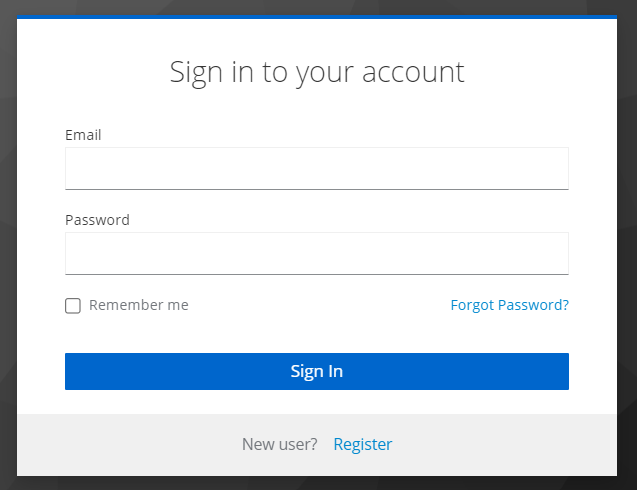 Sign in to your account
Email
Password
Remember me Forgot Password?
Sign In
New user? Register